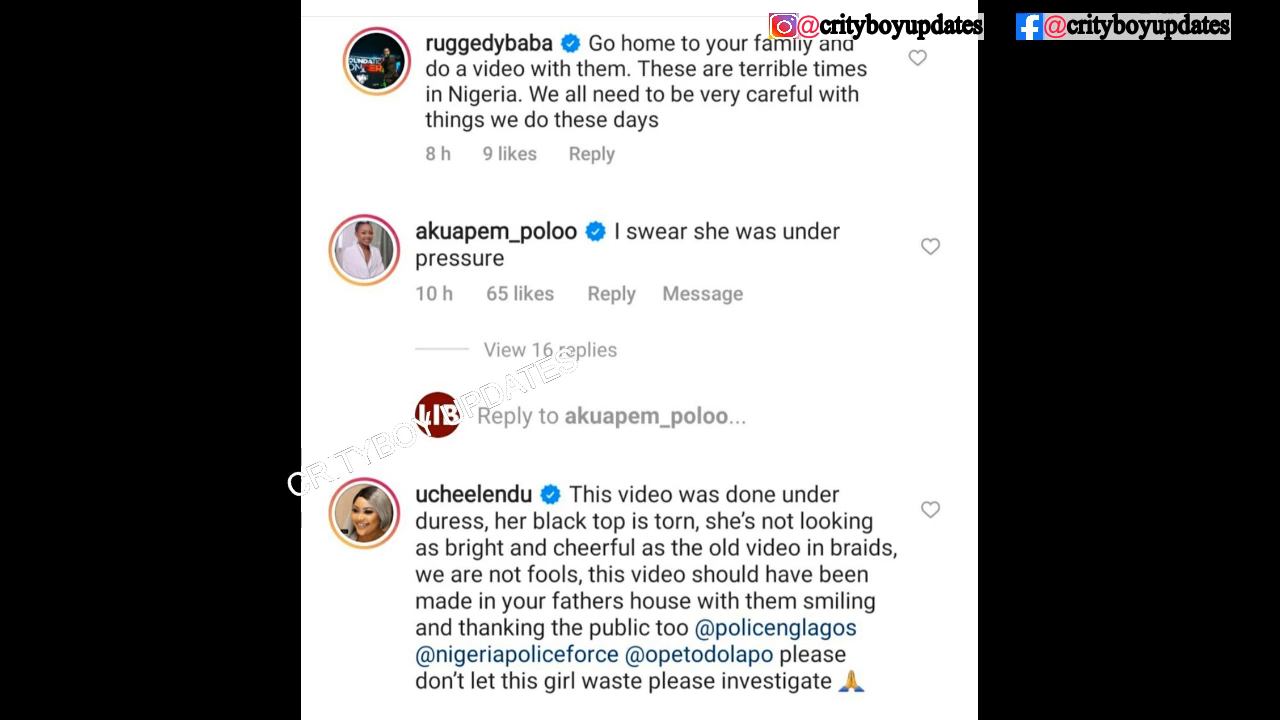 @crityboyupdates @crityboyupdates
ruggedybaba Go home to your family and
do a video with them. These are terrible times
in Nigeria. We all need to be very careful with
things we do these days
8 h 9 likes Reply
akuapem_poloo I swear she was under
pressure
10 h 65 likes Reply Message
View 16 replies
CRITYBOY UPDATES
LIB Reply to akuapem_poloo...
ucheelendu This video was done under
duress, her black top is torn, she’s not looking
as bright and cheerful as the old video in braids,
we are not fools, this video should have been
made in your fathers house with them smiling
and thanking the public too @policenglagos
@nigeriapoliceforce @opetodolapo please
don’t let this girl waste please investigate 🙏